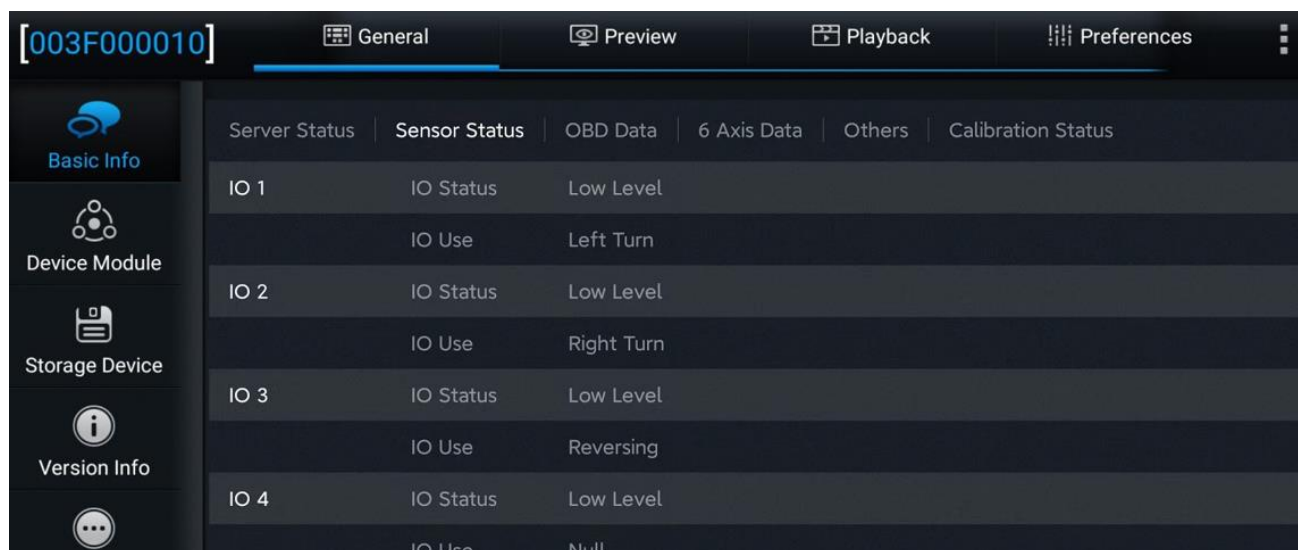 [003F000010] General Preview Playback Preferences
Basic Info
Device Module
Storage Device
Version Info
Server Status Sensor Status OBD Data 6 Axis Data Others Calibration Status
IO 1 IO Status Low Level
IO Use Left Turn
IO 2 IO Status Low Level
IO Use Right Turn
IO 3 IO Status Low Level
IO Use Reversing
IO 4 IO Status Low Level
IO Use Null